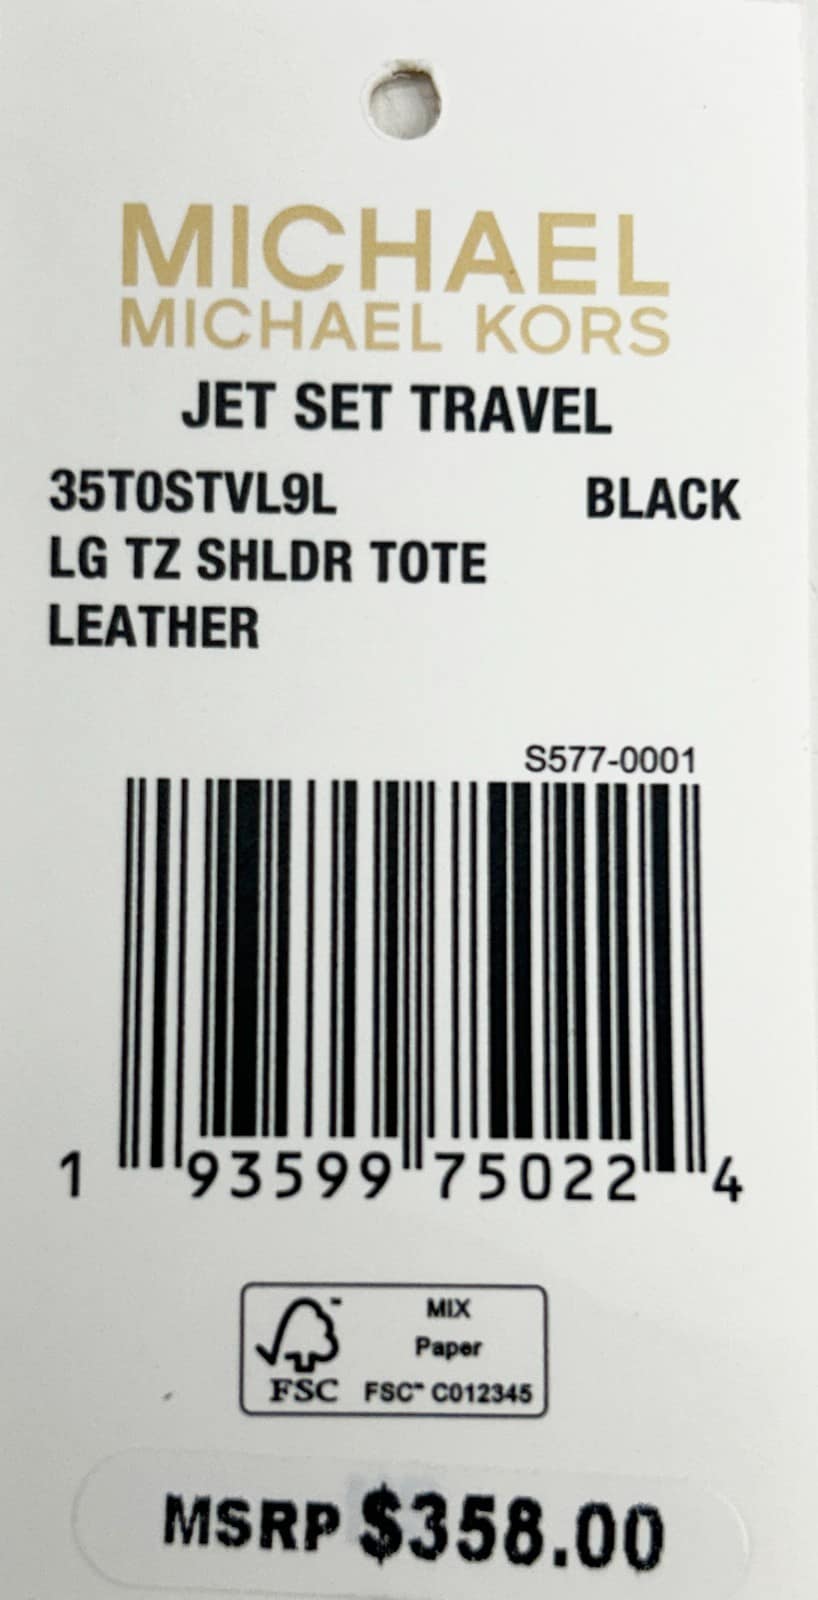 MICHAEL
MICHAEL KORS
JET SET TRAVEL
35T0STVL9L BLACK
LG TZ SHLDR TOTE
LEATHER
S577-0001
1 93599 75022 4
MIX
Paper
FSC FSC™ C012345
MSRP $358.00